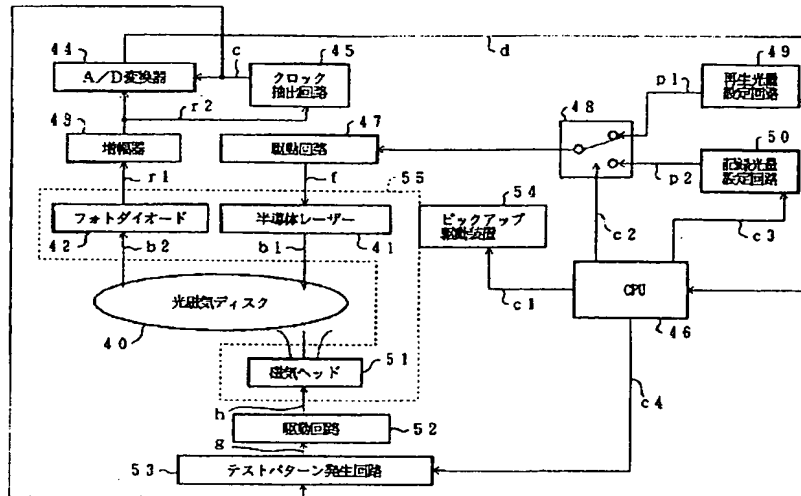 44
A/D変換器
c
45
クロック
抽出回路
d
49
再生光量
設定回路
p1
r2
48
47
駆動回路
43
増幅器
50
記録光量
設定回路
p2
r1
f
55
54
フォトダイオード
半導体レーザー
ピックアップ
駆動装置
c2
c3
42
b2
b1
41
c1
CPU
46
光磁気ディスク
40
51
磁気ヘッド
c4
h
駆動回路
52
g
53
テストパターン発生回路